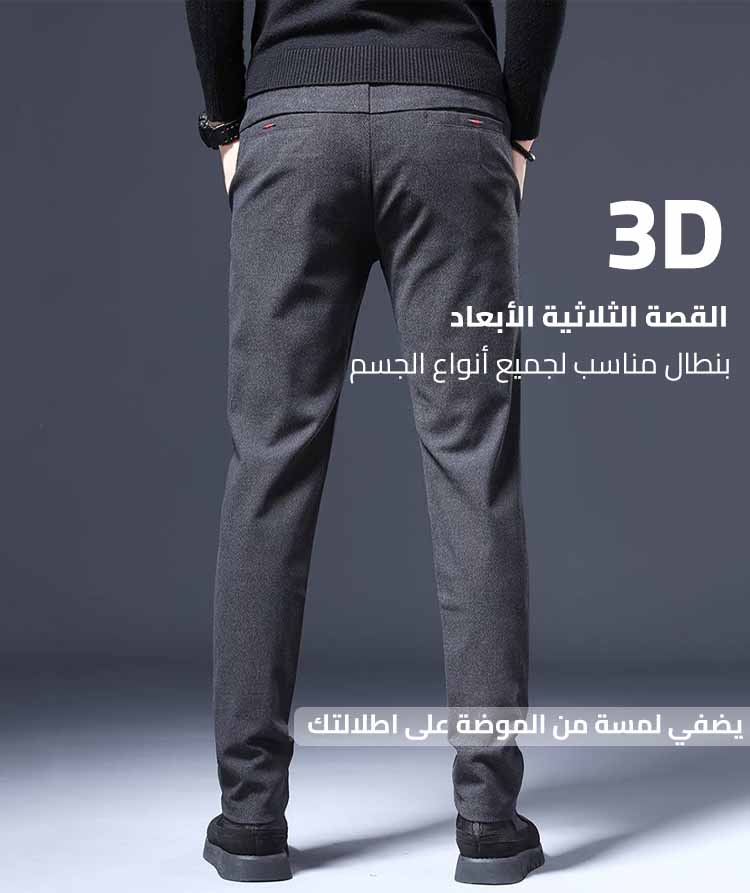 3D
القصة الثلاثية الأبعاد
بنطال مناسب لجميع أنواع الجسم
يضفي لمسة من الموضة على اطلالتك